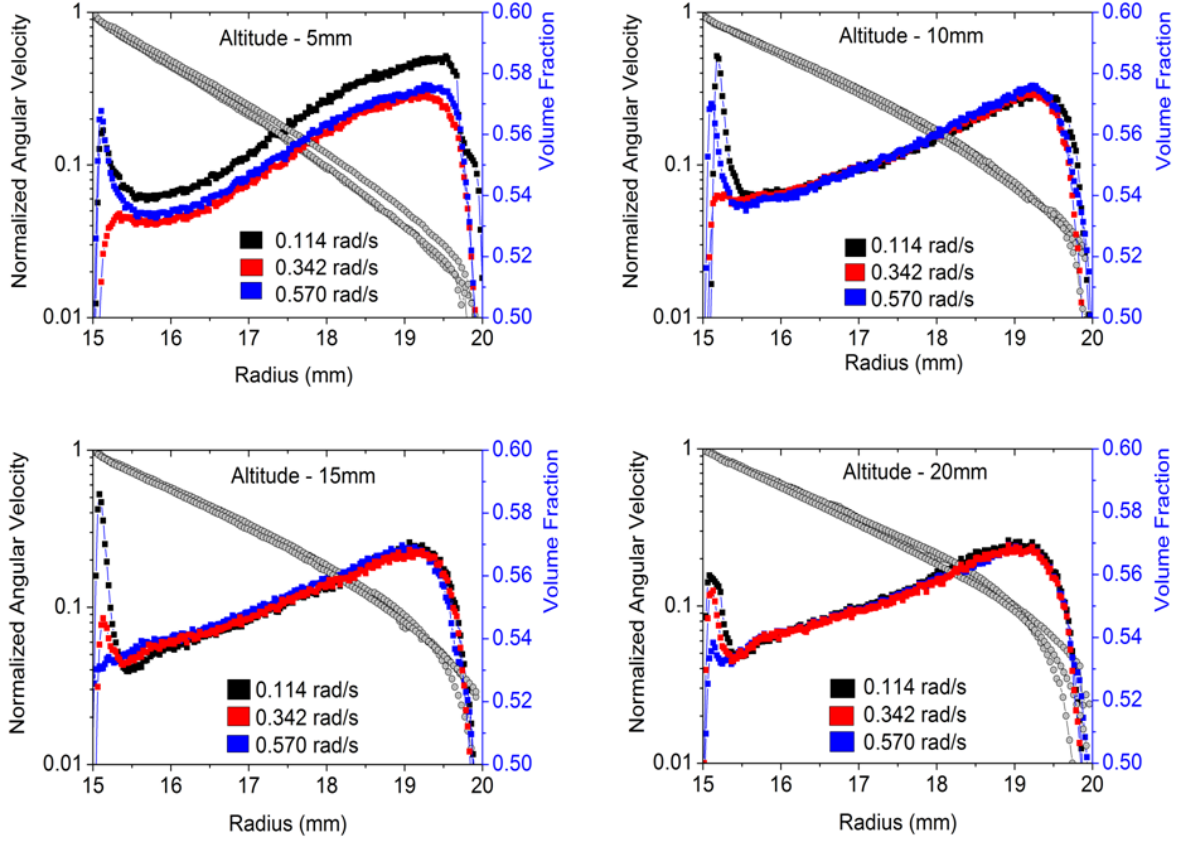 Altitude - 5mm
Normalized Angular Velocity
1
0.1
0.01
0.60
0.58
0.56
0.54
0.52
0.50
Volume Fraction
0.114 rad/s
0.342 rad/s
0.570 rad/s
15 16 17 18 19 20
Radius (mm)
Altitude - 10mm
Normalized Angular Velocity
1
0.1
0.01
0.60
0.58
0.56
0.54
0.52
0.50
Volume Fraction
0.114 rad/s
0.342 rad/s
0.570 rad/s
15 16 17 18 19 20
Radius (mm)
Altitude - 15mm
Normalized Angular Velocity
1
0.1
0.01
0.60
0.58
0.56
0.54
0.52
0.50
Volume Fraction
0.114 rad/s
0.342 rad/s
0.570 rad/s
15 16 17 18 19 20
Radius (mm)
Altitude - 20mm
Normalized Angular Velocity
1
0.1
0.01
0.60
0.58
0.56
0.54
0.52
0.50
Volume Fraction
0.114 rad/s
0.342 rad/s
0.570 rad/s
15 16 17 18 19 20
Radius (mm)